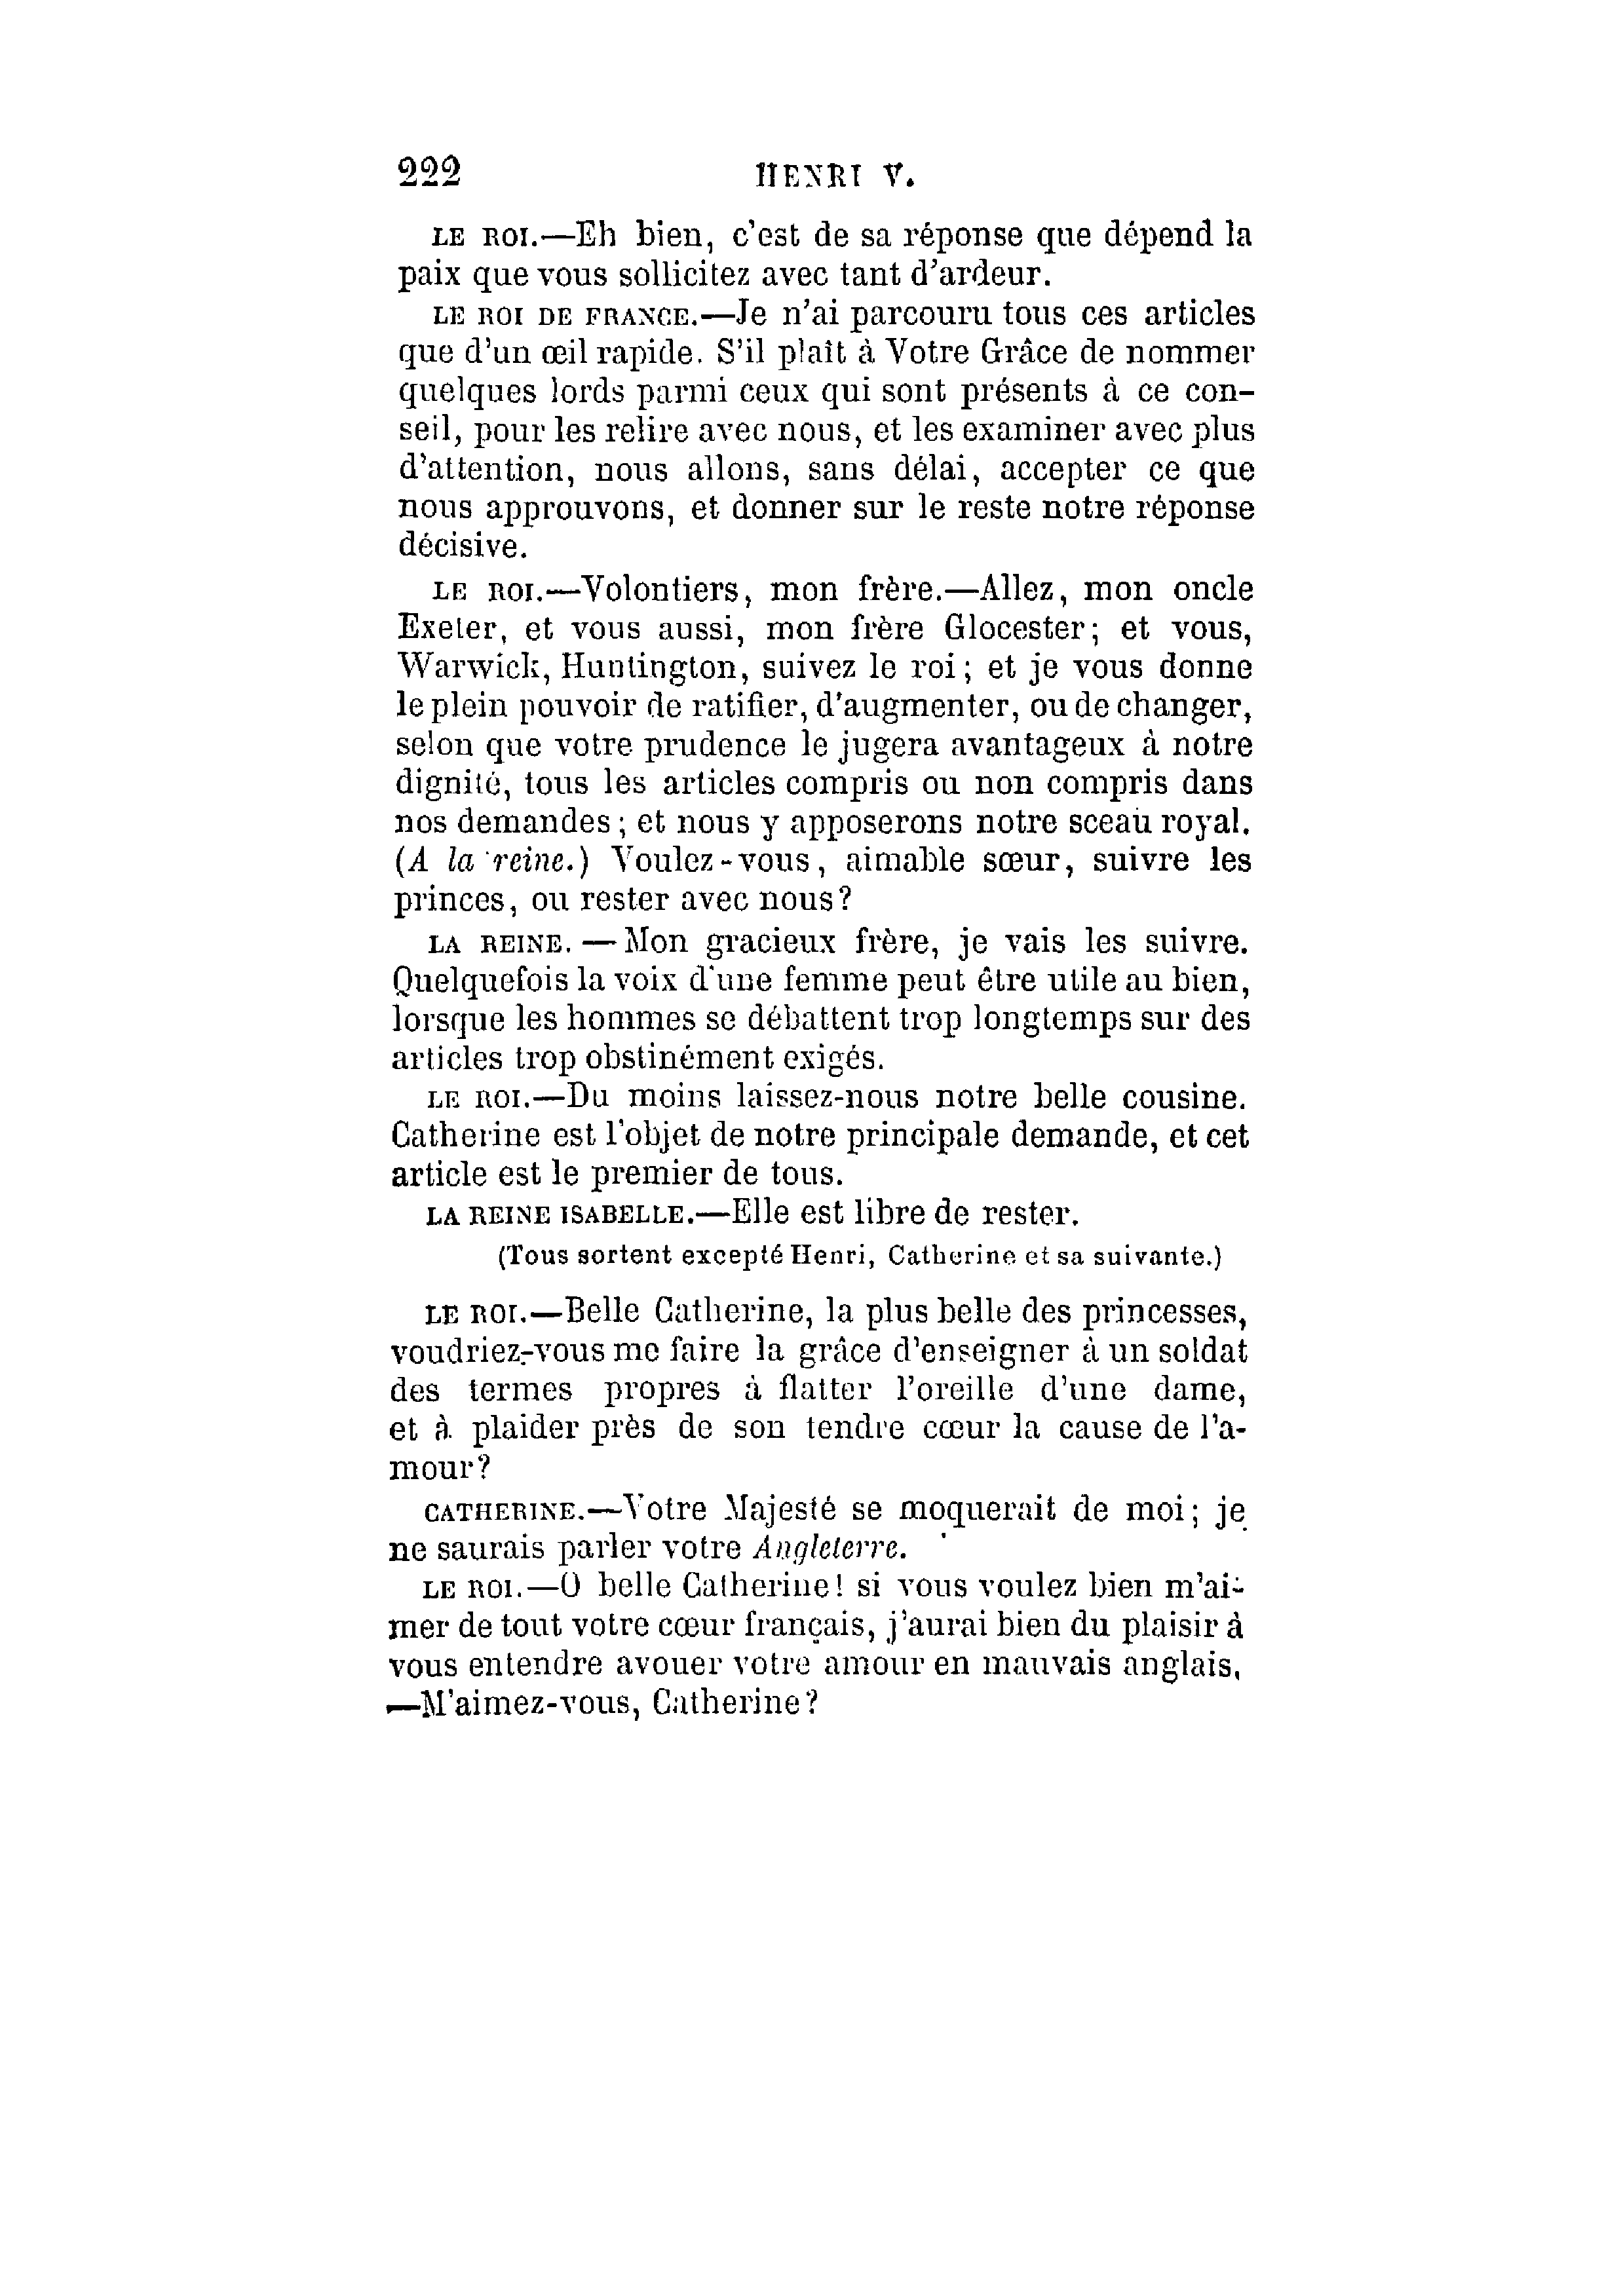 222 HENRI V.
LE ROI.—Eh bien, c'est de sa réponse que dépend la
paix que vous sollicitez avec tant d'ardeur.
LE ROI DE FRANCE.—Je n'ai parcouru tous ces articles
que d'un œil rapide. S'il plaît à Votre Grâce de nommer
quelques lords parmi ceux qui sont présents à ce con-
seil, pour les relire avec nous, et les examiner avec plus
d'attention, nous allons, sans délai, accepter ce que
nous approuvons, et donner sur le reste notre réponse
décisive.
LE ROI.—Volontiers, mon frère.—Allez, mon oncle
Exeter, et vous aussi, mon frère Glocester; et vous,
Warwick, Huntington, suivez le roi; et je vous donne
le plein pouvoir de ratifier, d'augmenter, ou de changer,
selon que votre prudence le jugera avantageux à notre
dignité, tous les articles compris ou non compris dans
nos demandes; et nous y apposerons notre sceau royal.
(A la reine.) Voulez-vous, aimable sœur, suivre les
princes, ou rester avec nous?
LA REINE. — Mon gracieux frère, je vais les suivre.
Quelquefois la voix d'une femme peut être utile au bien,
lorsque les hommes se débattent trop longtemps sur des
articles trop obstinément exigés.
LE ROI.—Du moins laissez-nous notre belle cousine.
Catherine est l'objet de notre principale demande, et cet
article est le premier de tous.
LA REINE ISABELLE.—Elle est libre de rester.
(Tous sortent excepté Henri, Catherine et sa suivante.)
LE ROI.—Belle Catherine, la plus belle des princesses,
voudriez-vous me faire la grâce d'enseigner à un soldat
des termes propres à flatter l'oreille d'une dame,
et à plaider près de son tendre cœur la cause de l'a-
mour?
CATHERINE.—Votre Majesté se moquerait de moi; je
ne saurais parler votre Angleterre.
LE ROI.—O belle Catherine! si vous voulez bien m'ai-
mer de tout votre cœur français, j'aurai bien du plaisir à
vous entendre avouer votre amour en mauvais anglais,
—M'aimez-vous, Catherine?